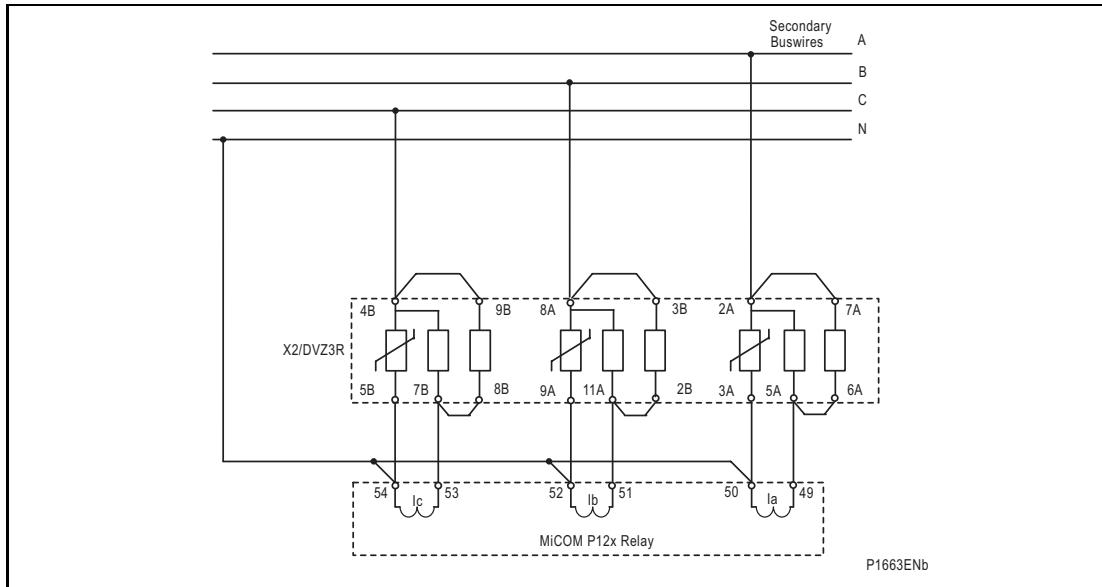 Secondary
Buswires
A
B
C
N
4B
9B
8A
3B
2A
7A
X2/DVZ3R
5B
7B
8B
9A
11A
2B
3A
5A
6A
54
Ic
53
52
Ib
51
50
Ia
49
MiCOM P12x Relay
P1663ENb